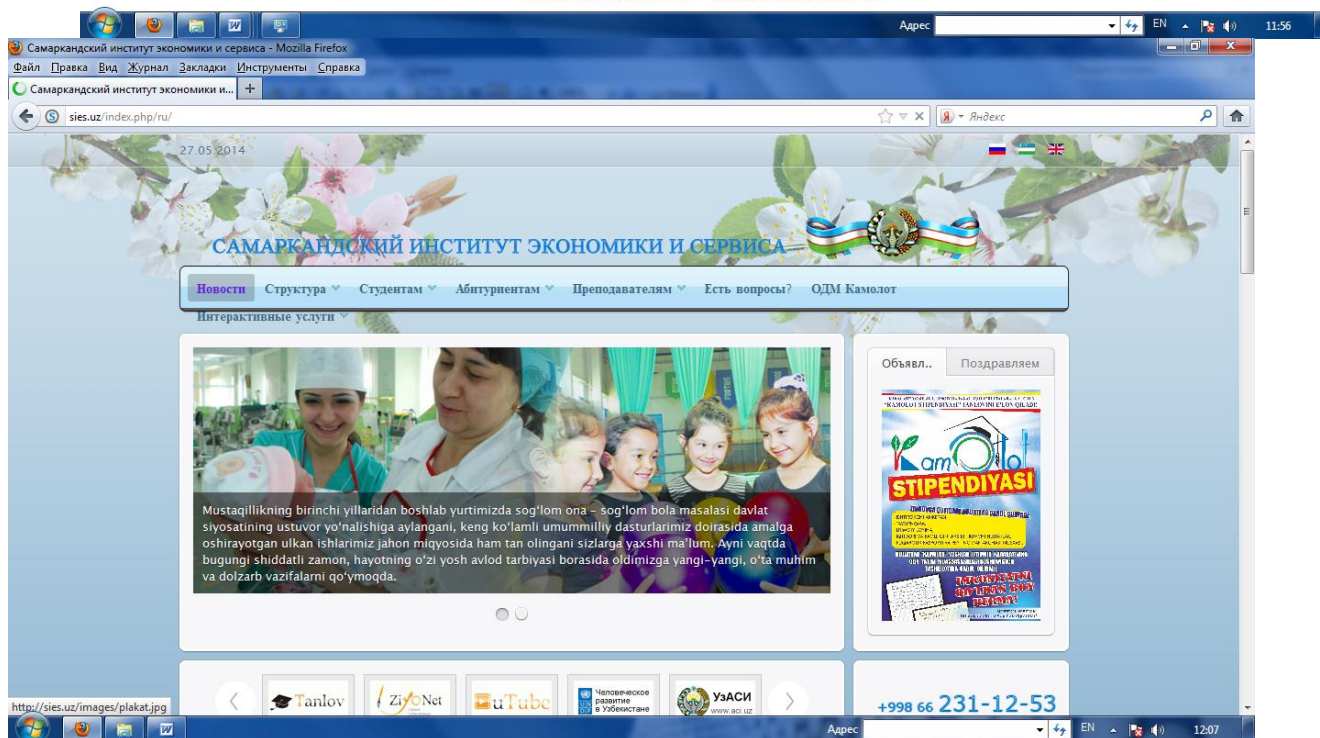 Адрес
EN
11:56
Самаркандский институт экономики и сервиса - Mozilla Firefox
Файл Правка Вид Журнал Закладки Инструменты Справка
Самаркандский институт экономики и... +
sies.uz/index.php/ru/
Яндекс
27.05.2014
САМАРКАНДСКИЙ ИНСТИТУТ ЭКОНОМИКИ И СЕРВИСА
Новости Структура Студентам Абитуриентам Преподавателям Есть вопросы? ОДМ Камолот
Интерактивные услуги
Объявл.. Поздравляем
"KAMOLOT STIPENDIYASI" TANLOVINI E'LON QILADI!
Kamolot
STIPENDIYASI
Mustaqillikning birinchi yillaridan boshlab yurtimizda sog‘lom ona – sog‘lom bola masalasi davlat
siyosatining ustuvor yo‘nalishiga aylangani, keng ko‘lamli umummilliy dasturlarimiz doirasida amalga
oshirayotgan ulkan ishlarimiz jahon miqyosida ham tan olingani sizlarga yaxshi ma’lum. Ayni vaqtda
bugungi shiddatli zamon, hayotning o‘zi yosh avlod tarbiyasi borasida oldimizga yangi-yangi, o‘ta muhim
va dolzarb vazifalarni qo‘ymoqda.
Tanlov
ZiyoNet
uTube
Человеческое
развитие
в Узбекистане
УзАСИ
www.aci.uz
+998 66 231-12-53
http://sies.uz/images/plakat.jpg
Адрес
EN
12:07